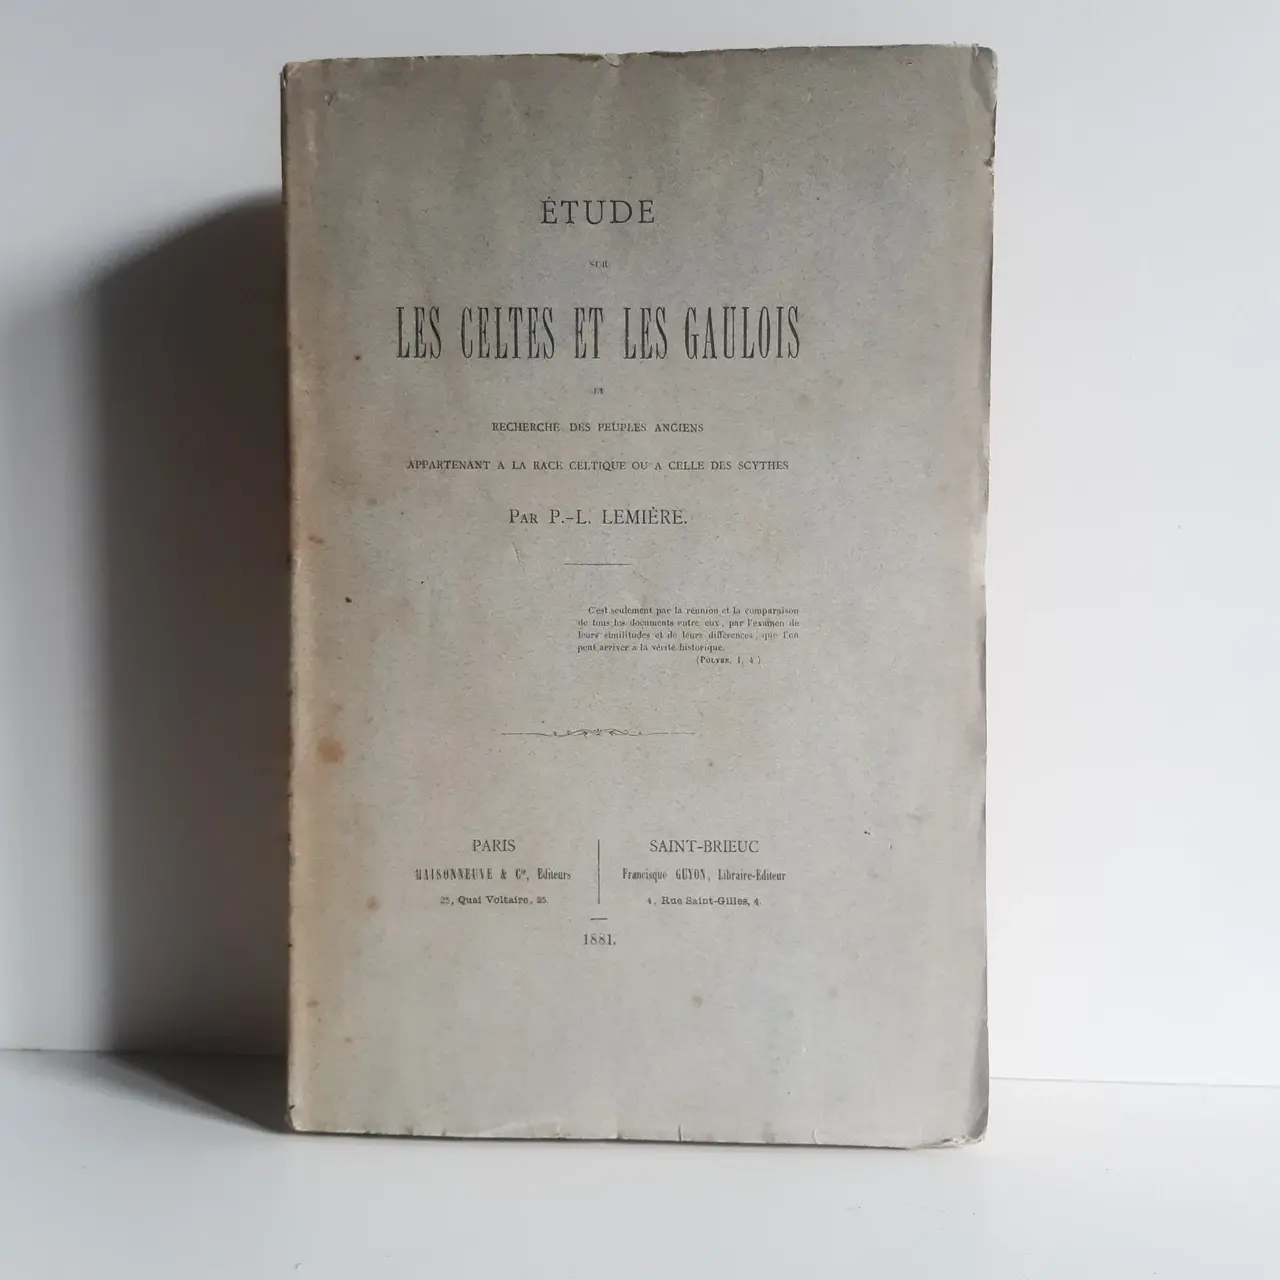 ÉTUDE
SUR
LES CELTES ET LES GAULOIS
ET
RECHERCHE DES PEUPLES ANCIENS
APPARTENANT A LA RACE CELTIQUE OU A CELLE DES SCYTHES
PAR P.-L. LEMIÈRE.
C'est seulement par la réunion et la comparaison
de tous les documents entre eux, par l'examen de
leurs similitudes et de leurs différences, que l'on
peut arriver a la vérité historique.
(POLYBE, I, 4)
PARIS
MAISONNEUVE & Cie, Éditeurs
25, Quai Voltaire, 25.
SAINT-BRIEUC
Francisque GUYON, Libraire-Editeur
4, Rue Saint-Gilles, 4.
1881.